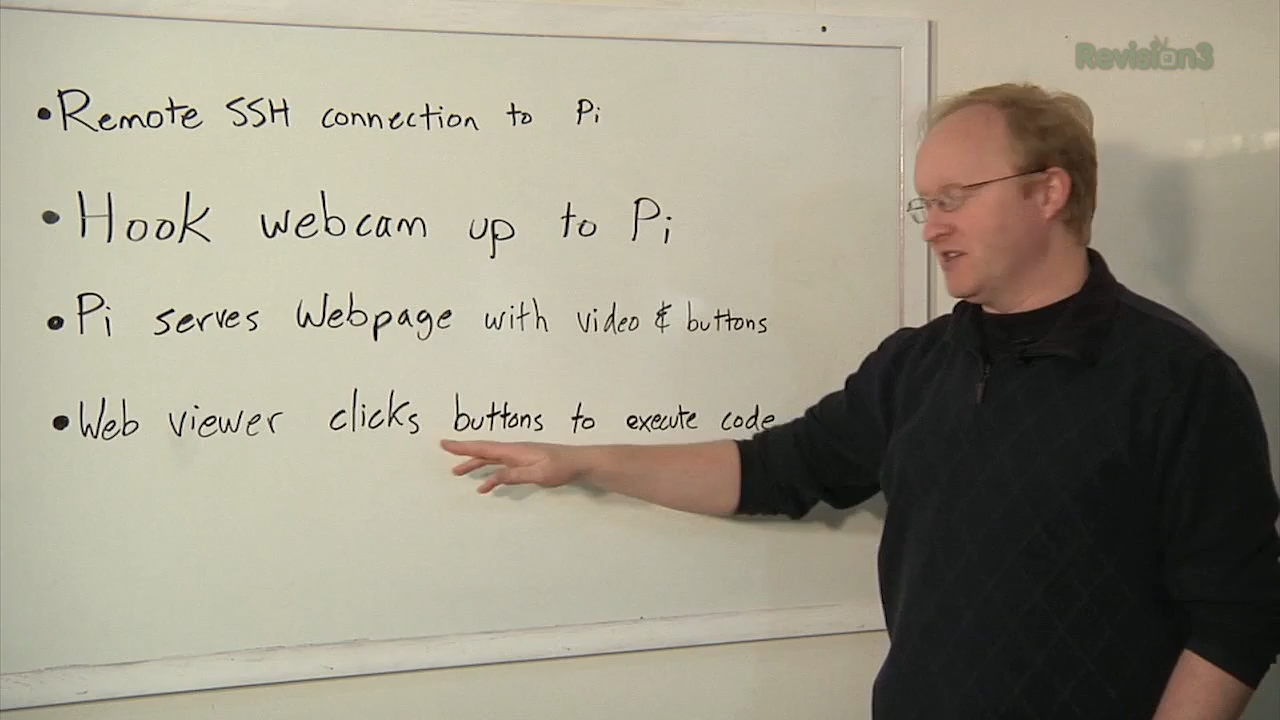 Revision3
• Remote SSH connection to Pi
• Hook webcam up to Pi
• Pi serves Webpage with video & buttons
• Web viewer clicks buttons to execute code